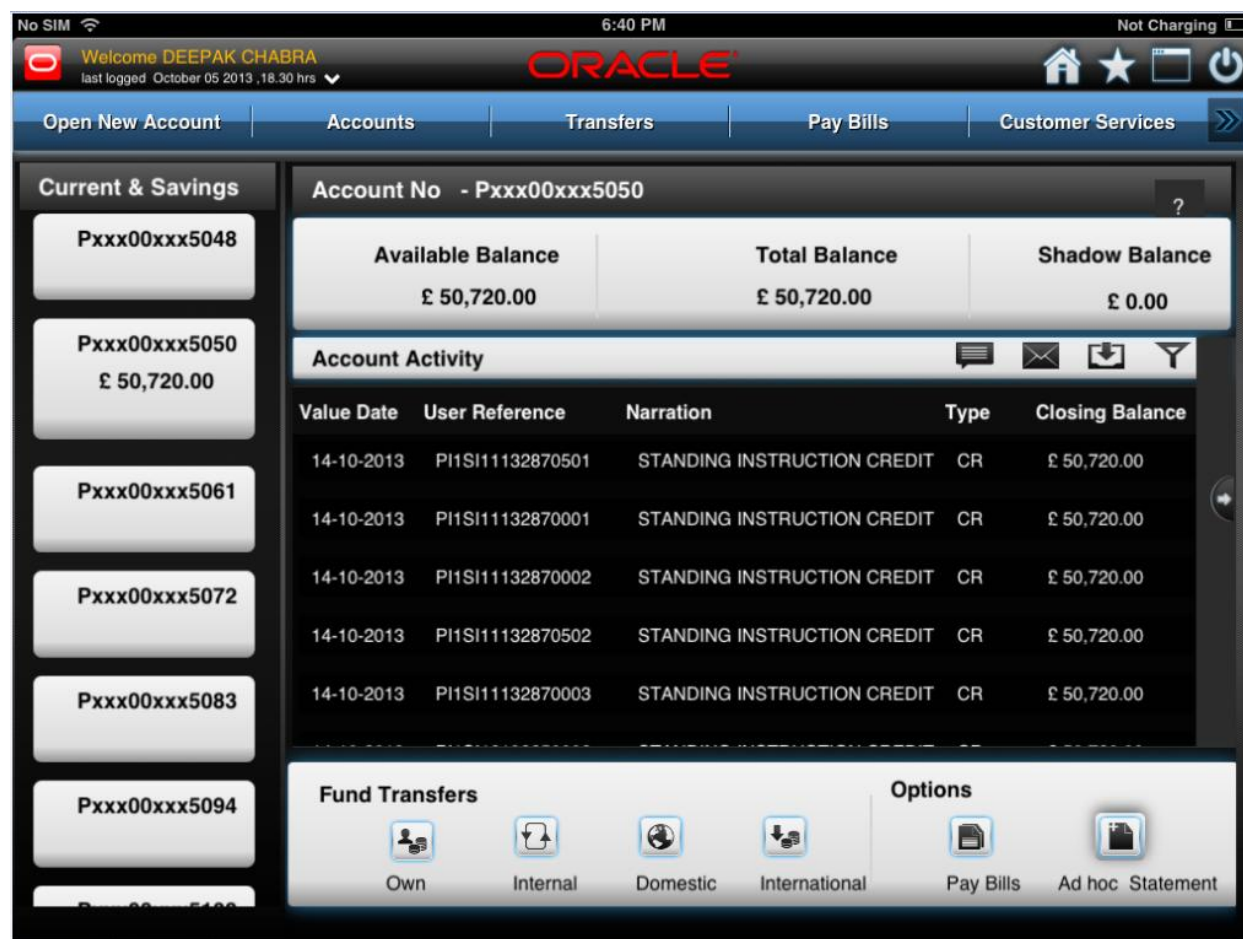 No SIM 6:40 PM Not Charging
Welcome DEEPAK CHABRA
last logged October 05 2013 ,18.30 hrs
ORACLE
Open New Account Accounts Transfers Pay Bills Customer Services
Current & Savings
Pxxx00xxx5048
Pxxx00xxx5050
£ 50,720.00
Pxxx00xxx5061
Pxxx00xxx5072
Pxxx00xxx5083
Pxxx00xxx5094
Account No - Pxxx00xxx5050
?
Available Balance Total Balance Shadow Balance
£ 50,720.00 £ 50,720.00 £ 0.00
Account Activity
Value Date User Reference Narration Type Closing Balance
14-10-2013 PI1SI11132870501 STANDING INSTRUCTION CREDIT CR £ 50,720.00
14-10-2013 PI1SI11132870001 STANDING INSTRUCTION CREDIT CR £ 50,720.00
14-10-2013 PI1SI11132870002 STANDING INSTRUCTION CREDIT CR £ 50,720.00
14-10-2013 PI1SI11132870502 STANDING INSTRUCTION CREDIT CR £ 50,720.00
14-10-2013 PI1SI11132870003 STANDING INSTRUCTION CREDIT CR £ 50,720.00
Fund Transfers Options
Own Internal Domestic International Pay Bills Ad hoc Statement